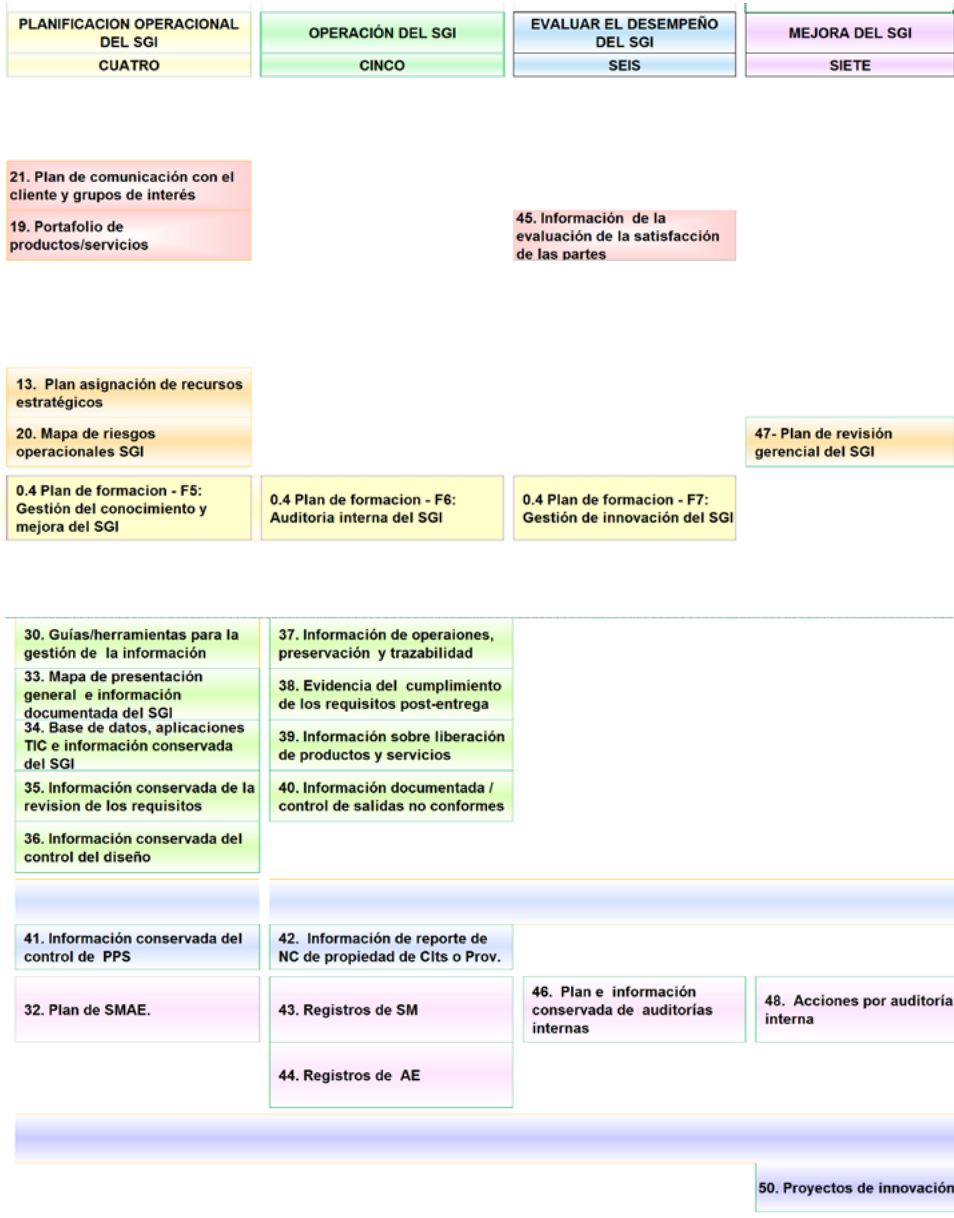 PLANIFICACION OPERACIONAL
DEL SGI
CUATRO
OPERACIÓN DEL SGI
CINCO
EVALUAR EL DESEMPEÑO
DEL SGI
SEIS
MEJORA DEL SGI
SIETE
21. Plan de comunicación con el
cliente y grupos de interés
19. Portafolio de
productos/servicios
45. Información de la
evaluación de la satisfacción
de las partes
13. Plan asignación de recursos
estratégicos
20. Mapa de riesgos
operacionales SGI
47- Plan de revisión
gerencial del SGI
0.4 Plan de formacion - F5:
Gestión del conocimiento y
mejora del SGI
0.4 Plan de formacion - F6:
Auditoria interna del SGI
0.4 Plan de formacion - F7:
Gestión de innovación del SGI
30. Guías/herramientas para la
gestión de la información
33. Mapa de presentación
general e información
documentada del SGI
34. Base de datos, aplicaciones
TIC e información conservada
del SGI
35. Información conservada de la
revision de los requisitos
36. Información conservada del
control del diseño
37. Información de operaiones,
preservación y trazabilidad
38. Evidencia del cumplimiento
de los requisitos post-entrega
39. Información sobre liberación
de productos y servicios
40. Información documentada /
control de salidas no conformes
41. Información conservada del
control de PPS
42. Información de reporte de
NC de propiedad de Clts o Prov.
32. Plan de SMAE.
43. Registros de SM
46. Plan e información
conservada de auditorías
internas
48. Acciones por auditoría
interna
44. Registros de AE
50. Proyectos de innovación